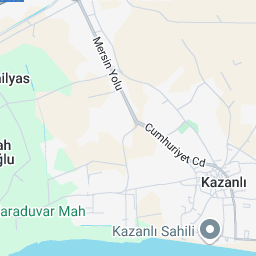 Mersin Yolu
ilyas
Cumhuriyet Cd
ah
ğlu
Kazanlı
araduvar Mah
Kazanlı Sahili